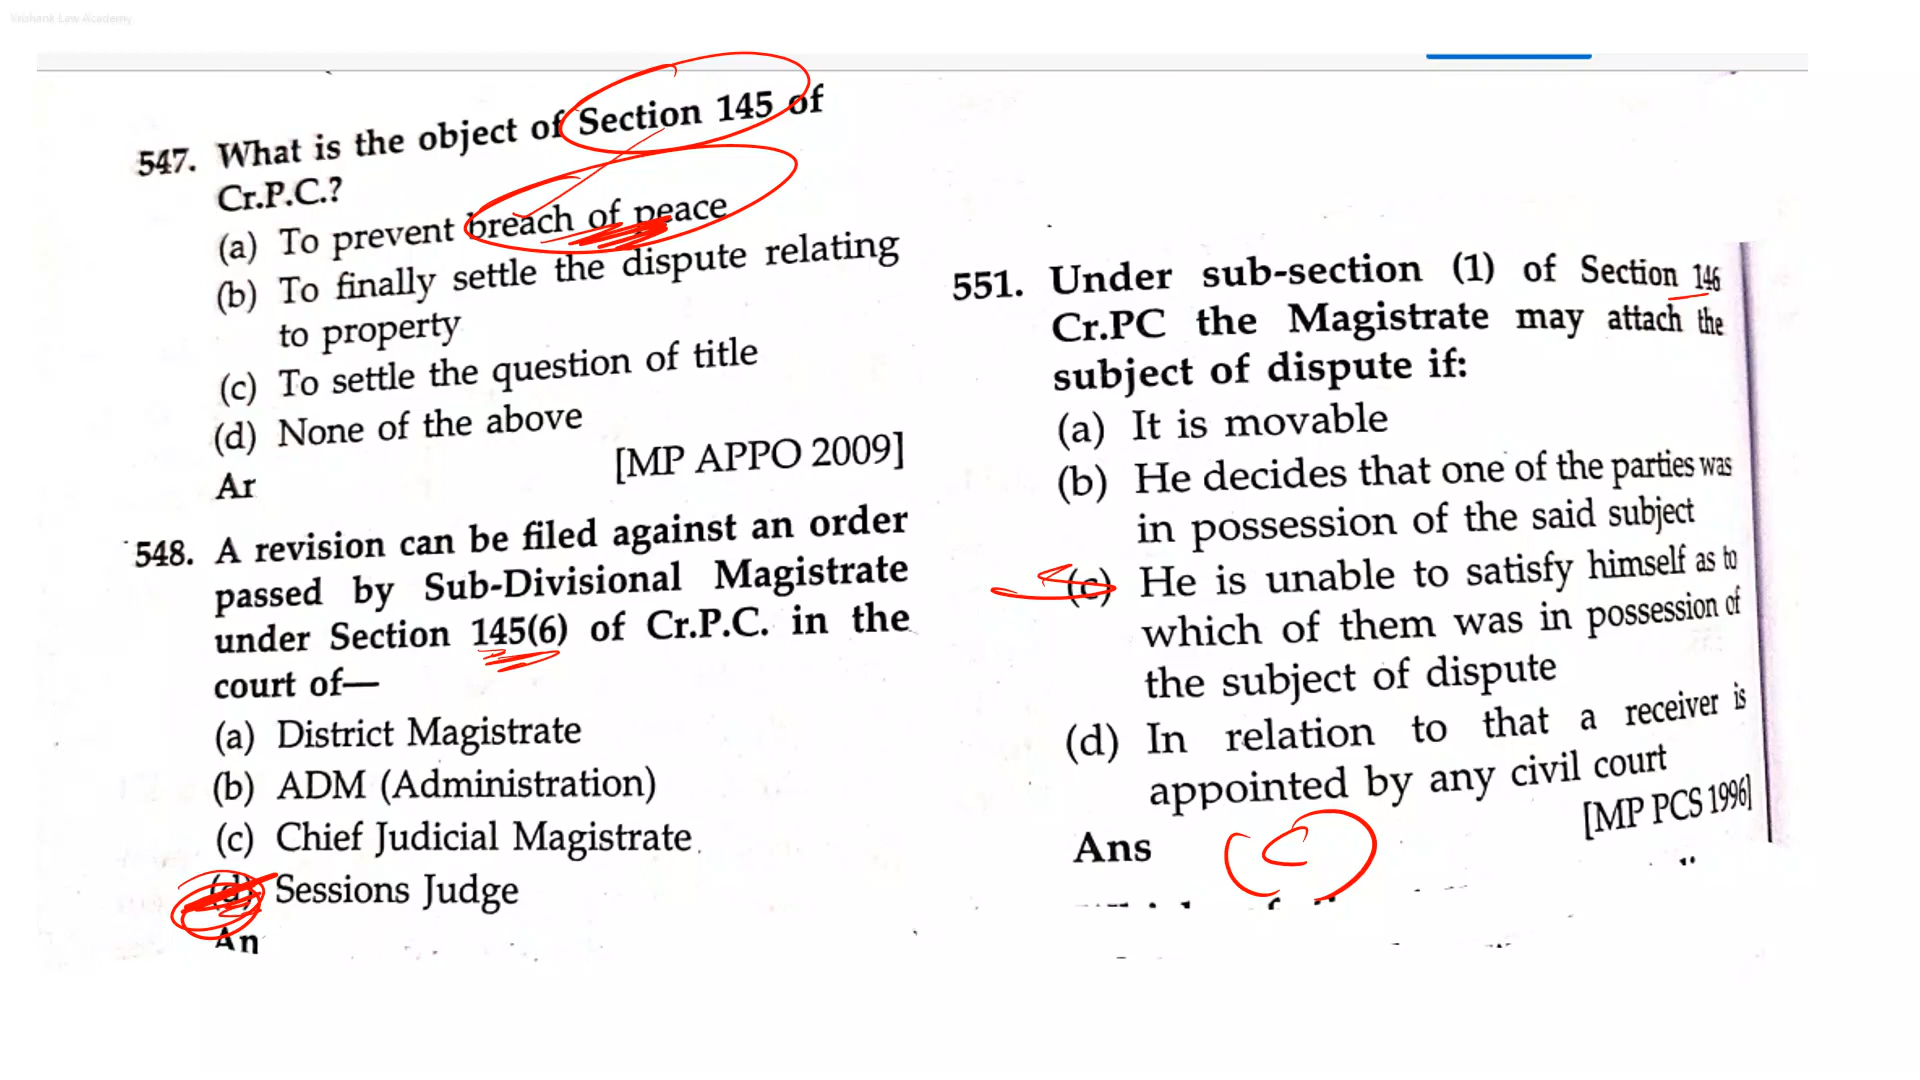 Vrishank Law Academy
547. What is the object of Section 145 of
Cr.P.C.?
(a) To prevent breach of peace
(b) To finally settle the dispute relating
to property
(c) To settle the question of title
(d) None of the above
[MP APPO 2009]
Ar
548. A revision can be filed against an order
passed by Sub-Divisional Magistrate
under Section 145(6) of Cr.P.C. in the
court of—
(a) District Magistrate
(b) ADM (Administration)
(c) Chief Judicial Magistrate
(d) Sessions Judge
An
551. Under sub-section (1) of Section 146
Cr.PC the Magistrate may attach the
subject of dispute if:
(a) It is movable
(b) He decides that one of the parties was
in possession of the said subject
(c) He is unable to satisfy himself as to
which of them was in possession of
the subject of dispute
(d) In relation to that a receiver is
appointed by any civil court
[MP PCS 1996]
Ans C